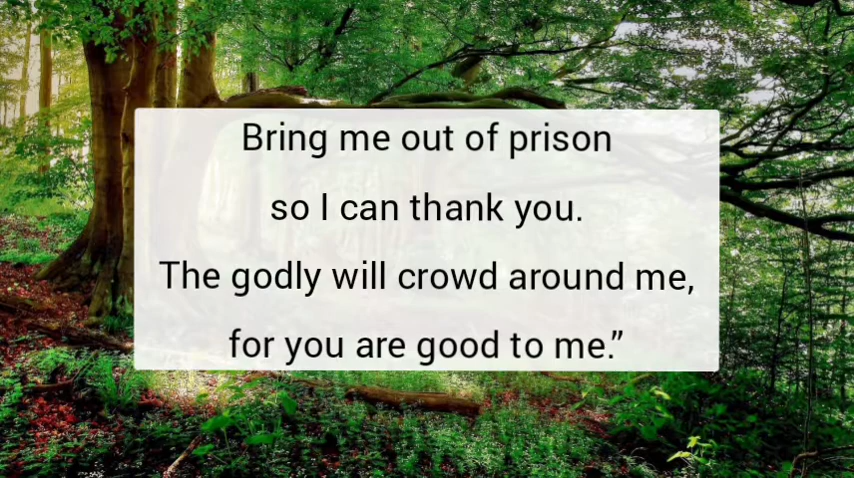 Bring me out of prison
so I can thank you.
The godly will crowd around me,
for you are good to me.”